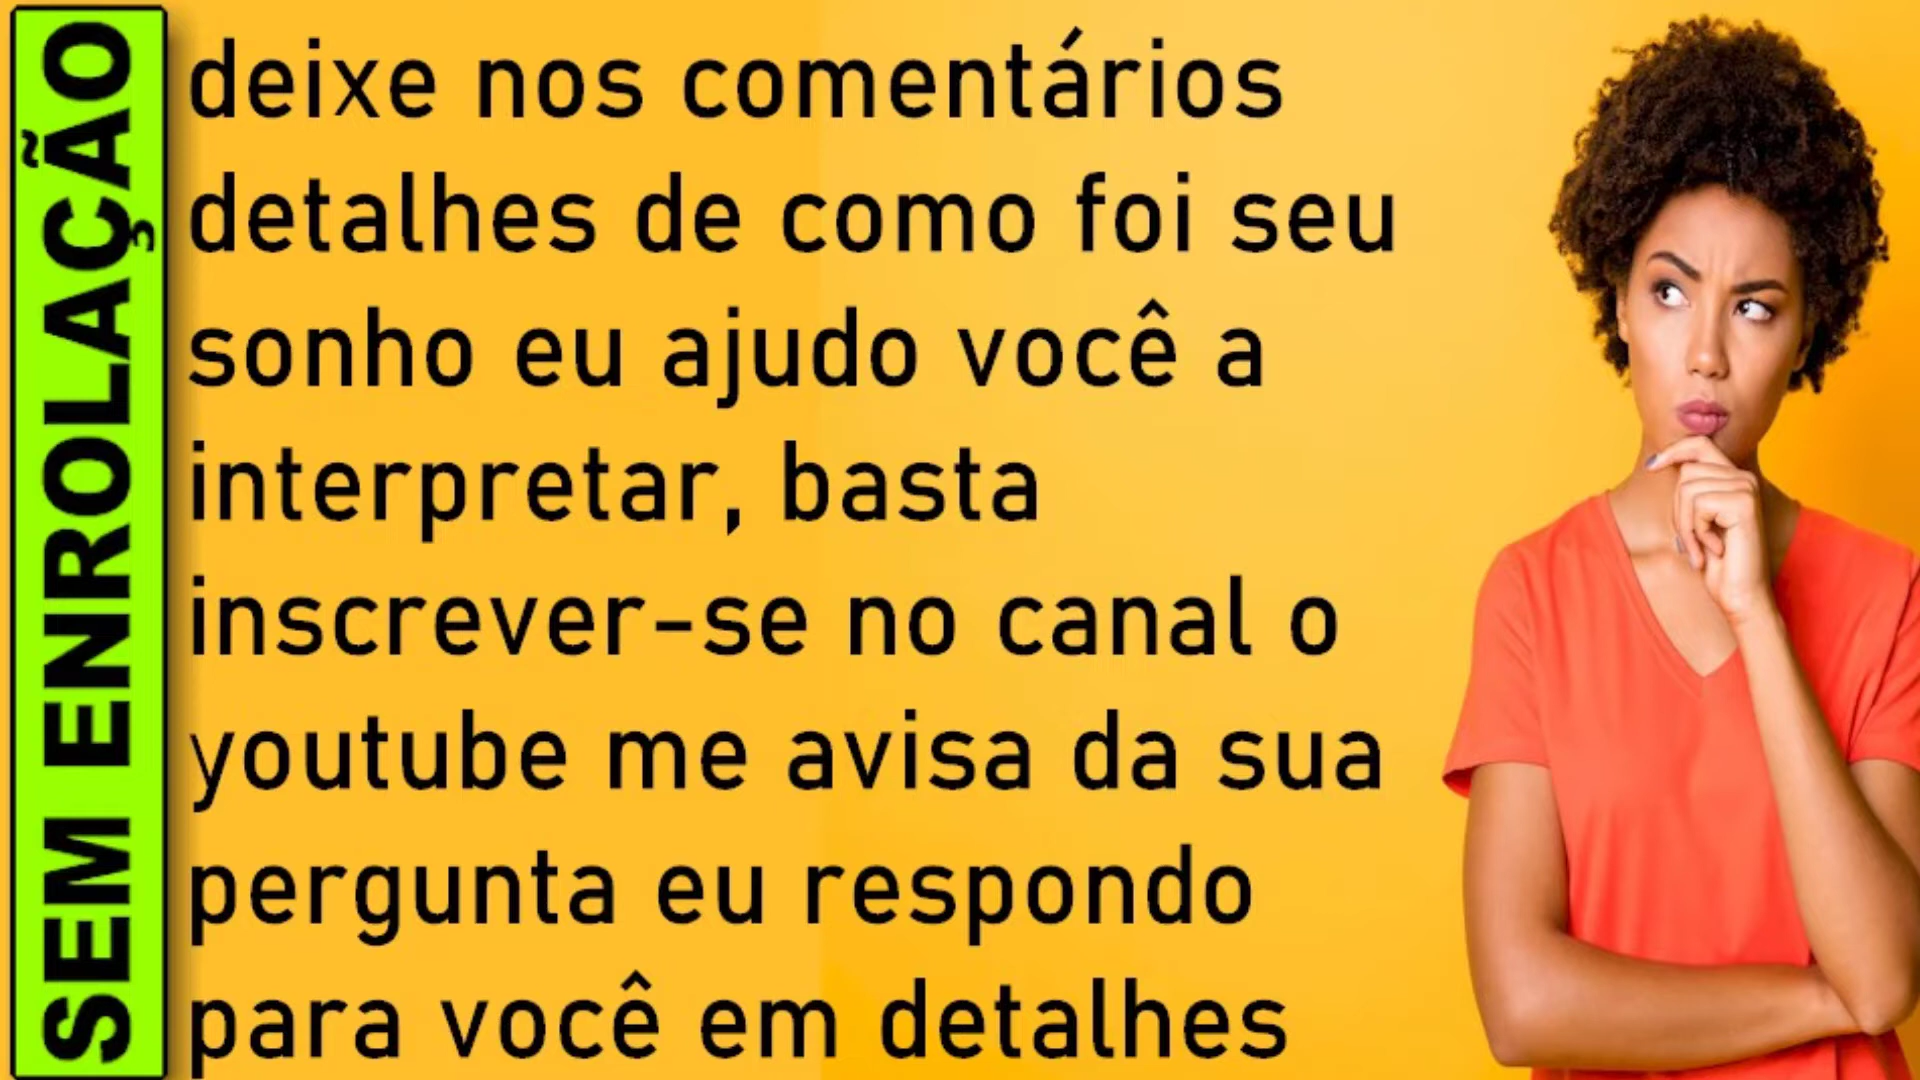 SEM ENROLAÇÃO
deixe nos comentários
detalhes de como foi seu
sonho eu ajudo você a
interpretar, basta
inscrever-se no canal o
youtube me avisa da sua
pergunta eu respondo
para você em detalhes